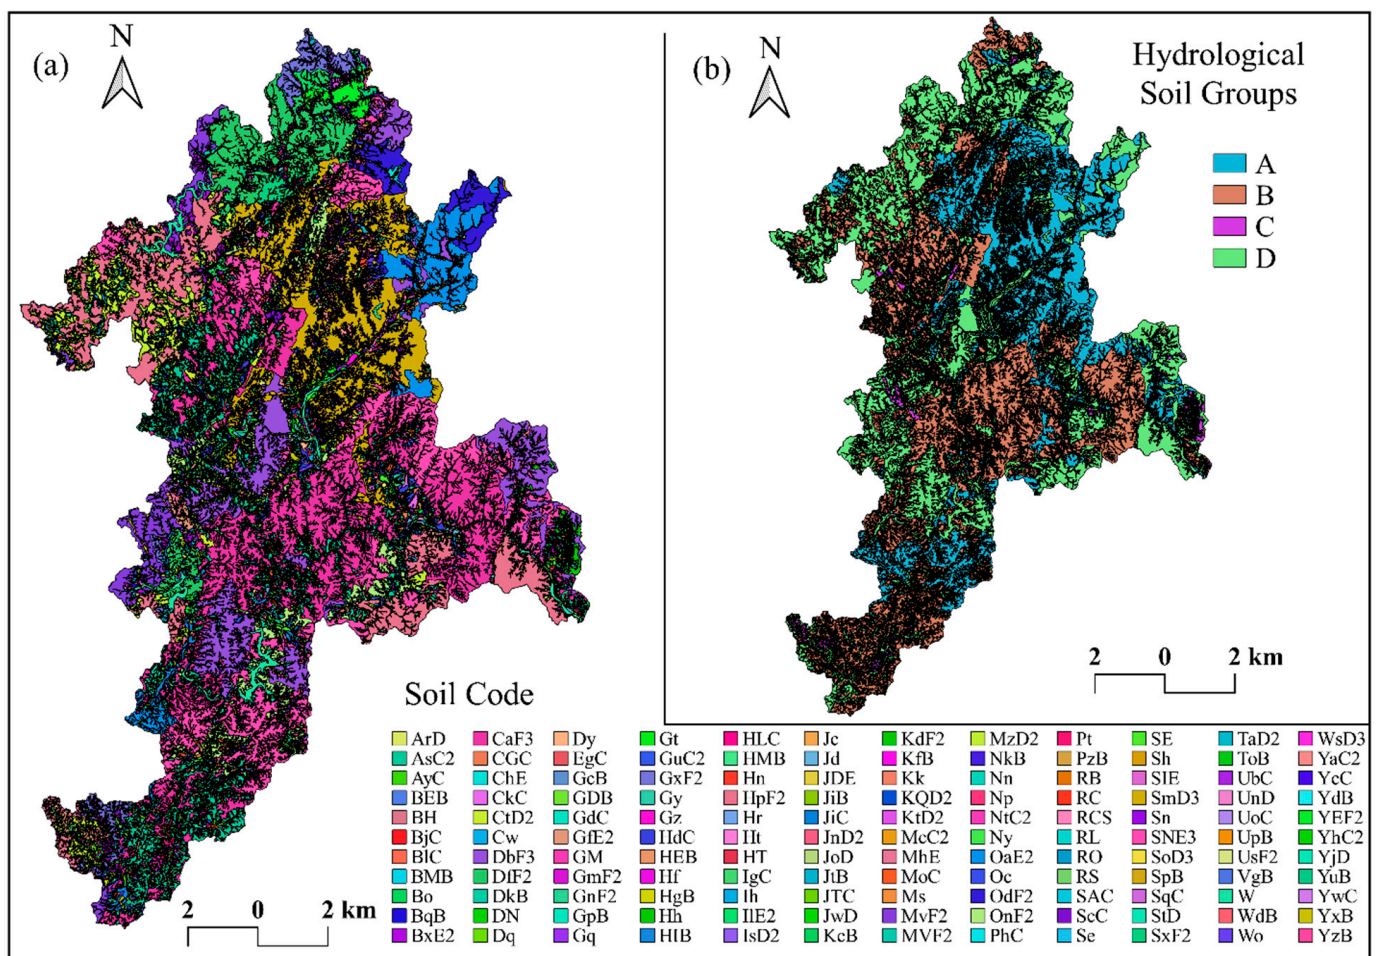 (a)
N
(b)
N
Hydrological
Soil Groups
A
B
C
D
2 0 2 km
Soil Code
ArD CaF3 Dy Gt HLC Jc KdF2 MzD2 Pt SE TaD2 WsD3
AsC2 CGC EgC GuC2 HMB Jd KfB NkB PzB Sh ToB YaC2
AyC ChE GcB GxF2 Hn JDE Kk Nn RB SIE UbC YcC
BEB CkC GDB Gy HpF2 JiB KQD2 Np RC SmD3 UnD YdB
BH CtD2 GdC Gz Hr JiC KtD2 NtC2 RCS Sn UoC YEF2
BjC Cw GfE2 HdC Ht JnD2 McC2 Ny RL SNE3 UpB YhC2
BlC DbF3 GM HEB HT JoD MhE OaE2 RO SoD3 UsF2 YjD
BMB DfF2 GmF2 Hf IgC JtB MoC Oc RS SpB VgB YuB
Bo DkB GnF2 HgB Ih JTC Ms OdF2 SAC SqC W YwC
BqB DN GpB Hh IlE2 JwD MvF2 OnF2 ScC StD WdB YxB
BxE2 Dq Gq HIB IsD2 KcB MVF2 PhC Se SxF2 Wo YzB
2 0 2 km